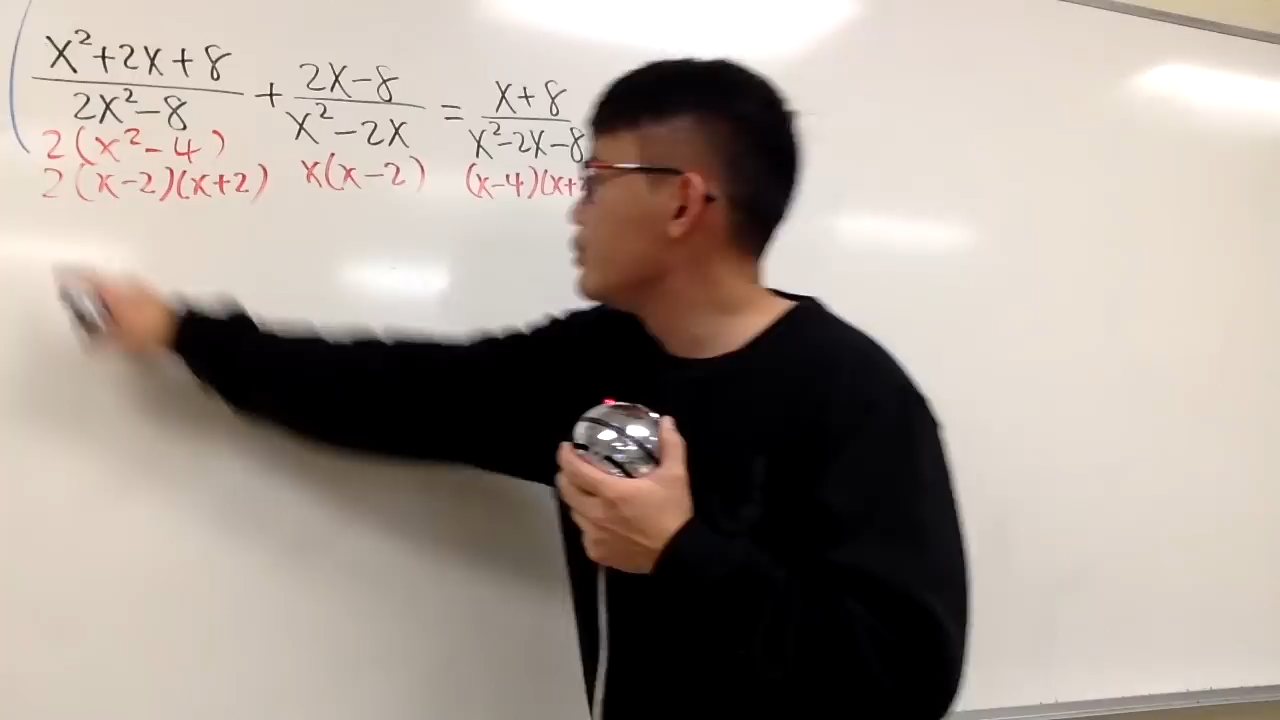 x²+2x+8 / 2x²-8 + 2x-8 / x²-2x = x+8 / x²-2x-8
2(x²-4)
2(x-2)(x+2) x(x-2) (x-4)(x+